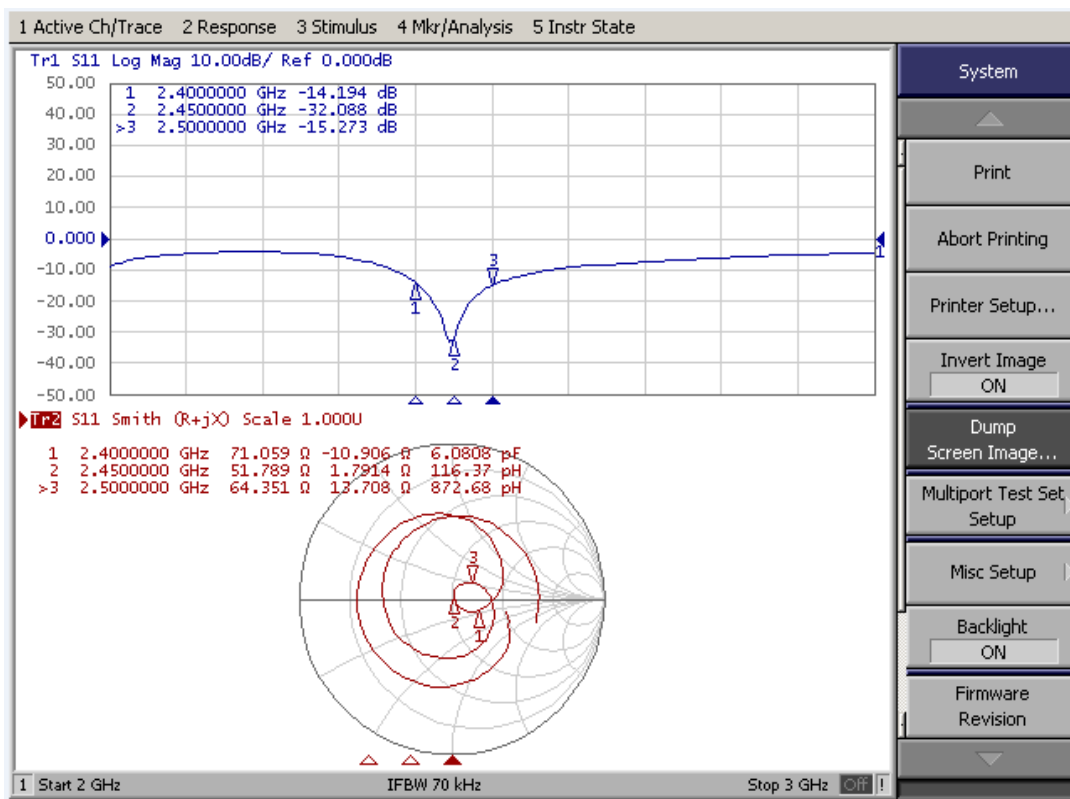 1 Active Ch/Trace 2 Response 3 Stimulus 4 Mkr/Analysis 5 Instr State
Tr1 S11 Log Mag 10.00dB/ Ref 0.000dB
50.00
40.00
30.00
20.00
10.00
0.000
-10.00
-20.00
-30.00
-40.00
-50.00
1 2.4000000 GHz -14.194 dB
2 2.4500000 GHz -32.088 dB
>3 2.5000000 GHz -15.273 dB
1
2
3
1
Tr2 S11 Smith (R+jX) Scale 1.000U
1 2.4000000 GHz 71.059 Ω -10.906 Ω 6.0808 pF
2 2.4500000 GHz 51.789 Ω 1.7914 Ω 116.37 pH
>3 2.5000000 GHz 64.351 Ω 13.708 Ω 872.68 pH
3
2
1
1 Start 2 GHz IFBW 70 kHz Stop 3 GHz Off !
System
Print
Abort Printing
Printer Setup...
Invert Image
ON
Dump
Screen Image...
Multiport Test Set
Setup
Misc Setup
Backlight
ON
Firmware
Revision